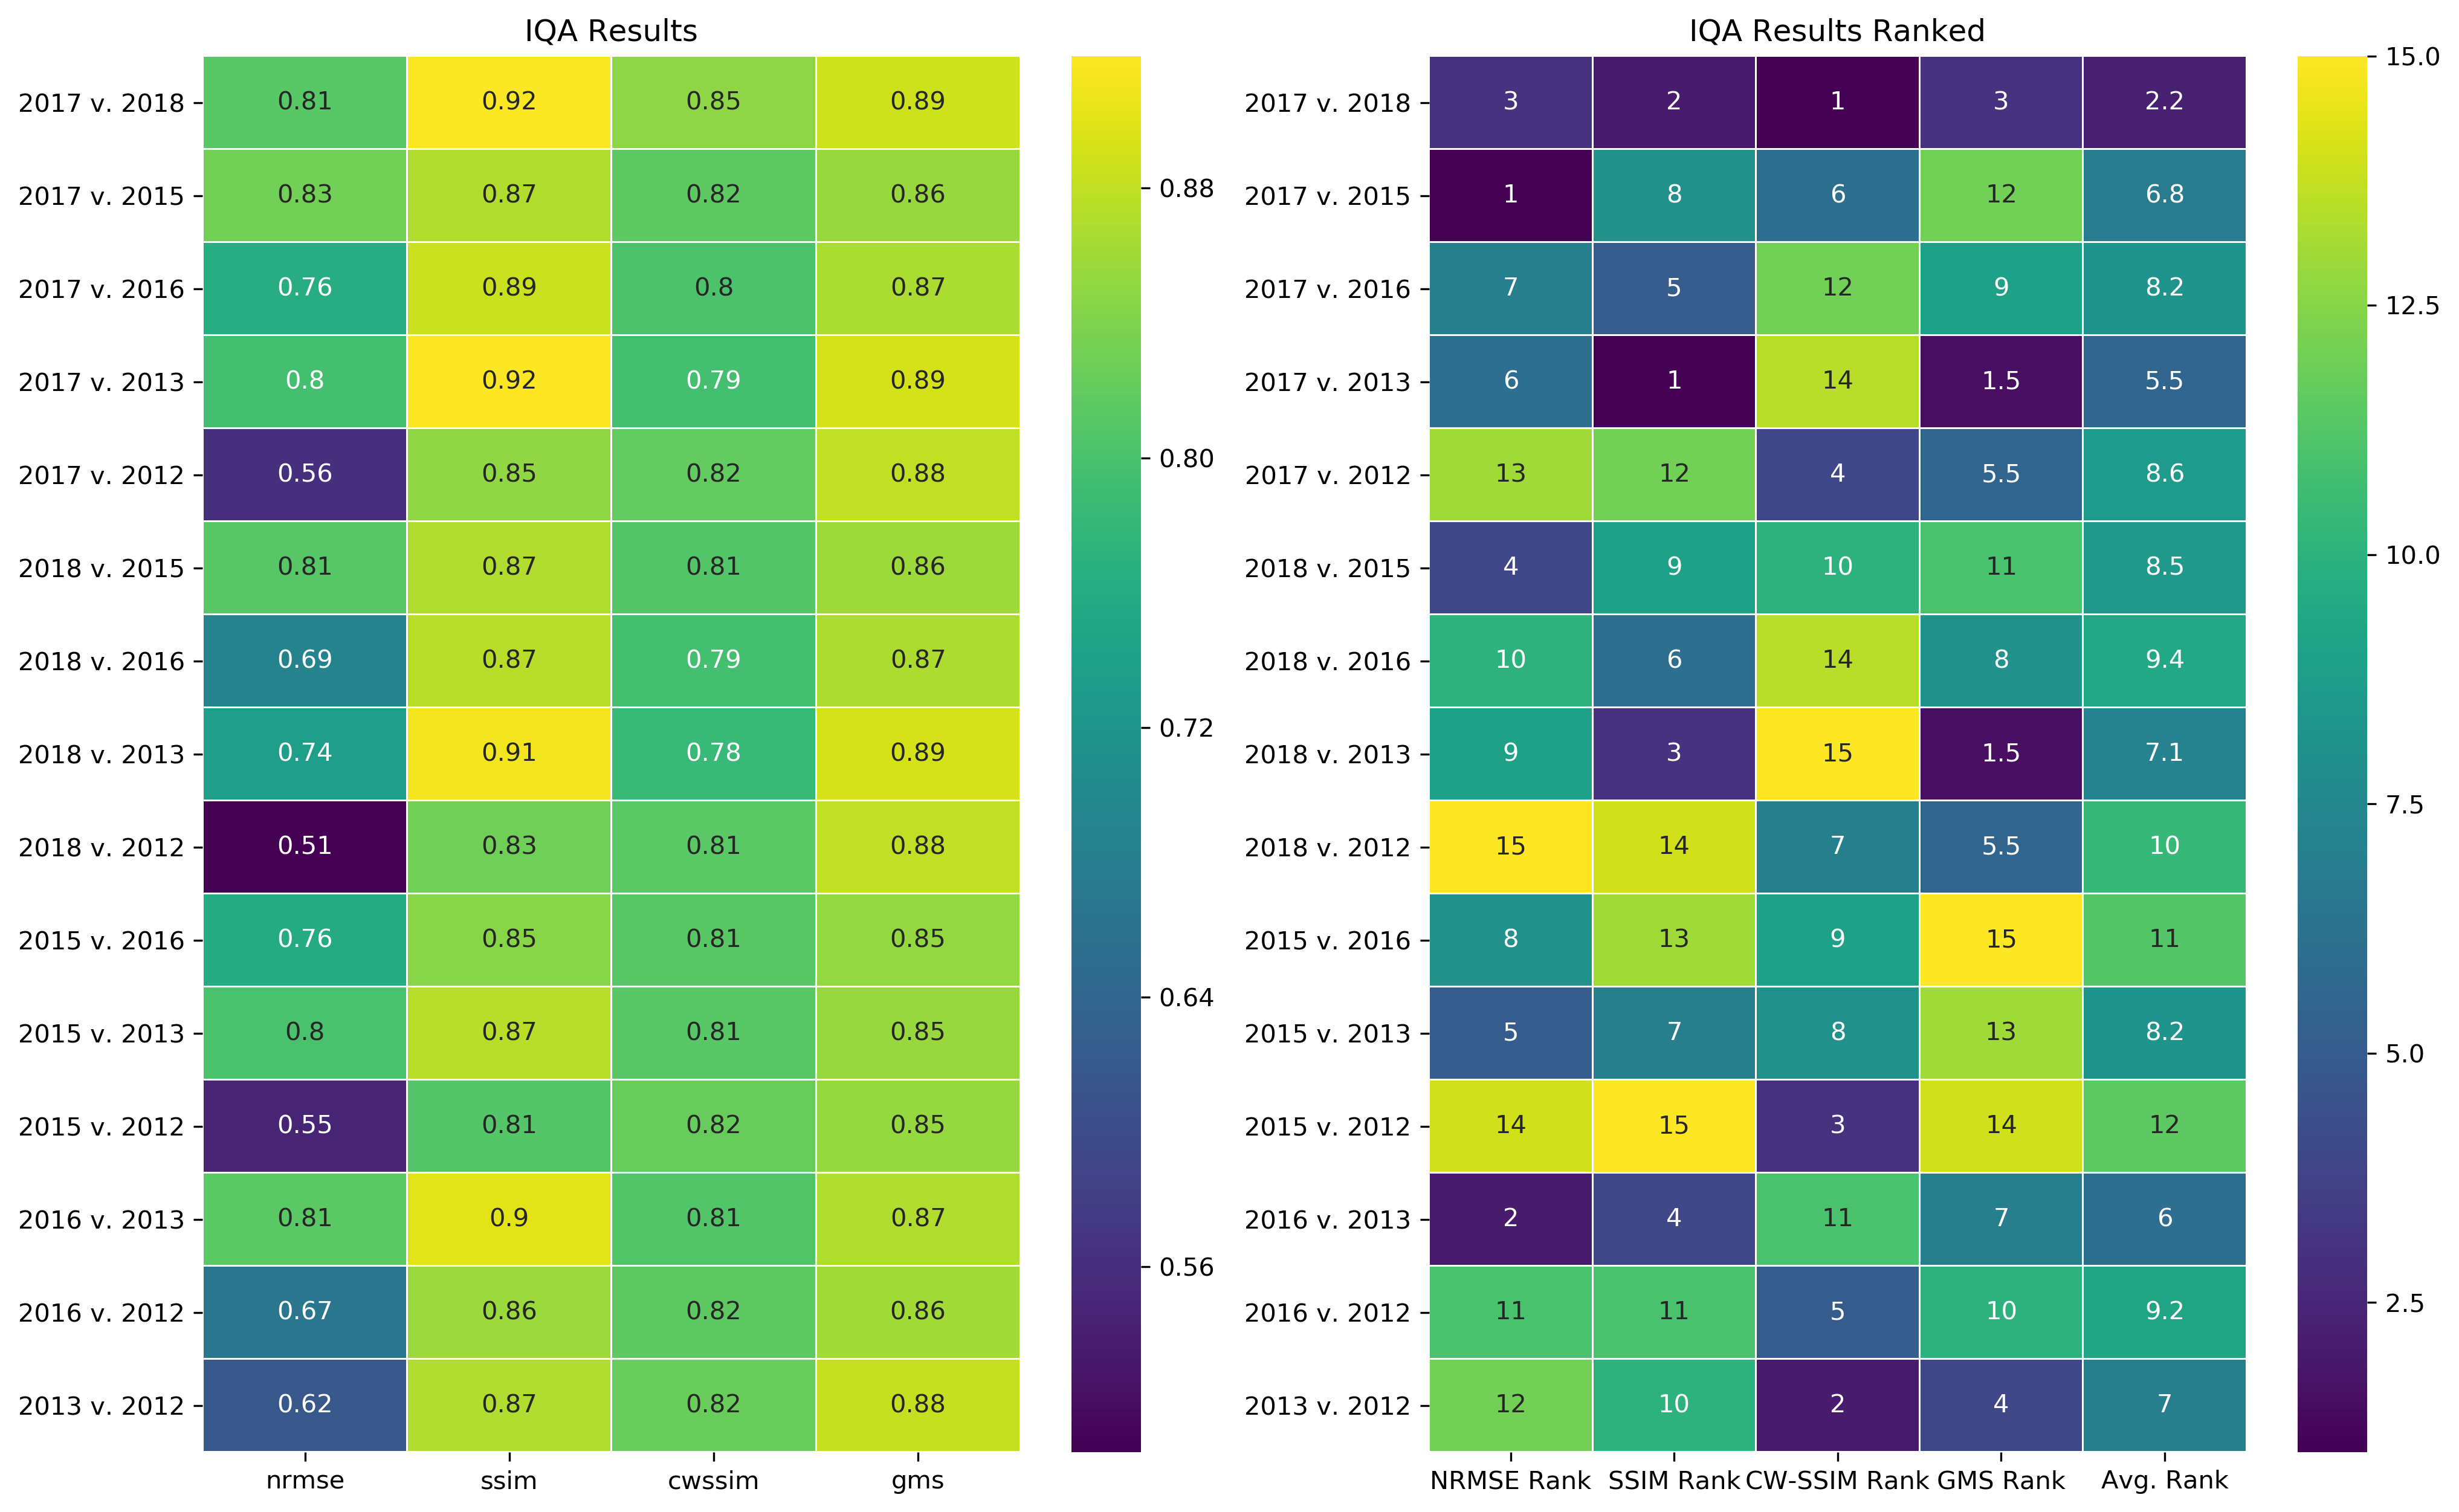 IQA Results
2017 v. 2018 0.81 0.92 0.85 0.89
2017 v. 2015 0.83 0.87 0.82 0.86
2017 v. 2016 0.76 0.89 0.8 0.87
2017 v. 2013 0.8 0.92 0.79 0.89
2017 v. 2012 0.56 0.85 0.82 0.88
2018 v. 2015 0.81 0.87 0.81 0.86
2018 v. 2016 0.69 0.87 0.79 0.87
2018 v. 2013 0.74 0.91 0.78 0.89
2018 v. 2012 0.51 0.83 0.81 0.88
2015 v. 2016 0.76 0.85 0.81 0.85
2015 v. 2013 0.8 0.87 0.81 0.85
2015 v. 2012 0.55 0.81 0.82 0.85
2016 v. 2013 0.81 0.9 0.81 0.87
2016 v. 2012 0.67 0.86 0.82 0.86
2013 v. 2012 0.62 0.87 0.82 0.88
nrmse ssim cwssim gms
0.88
0.80
0.72
0.64
0.56
IQA Results Ranked
2017 v. 2018 3 2 1 3 2.2
2017 v. 2015 1 8 6 12 6.8
2017 v. 2016 7 5 12 9 8.2
2017 v. 2013 6 1 14 1.5 5.5
2017 v. 2012 13 12 4 5.5 8.6
2018 v. 2015 4 9 10 11 8.5
2018 v. 2016 10 6 14 8 9.4
2018 v. 2013 9 3 15 1.5 7.1
2018 v. 2012 15 14 7 5.5 10
2015 v. 2016 8 13 9 15 11
2015 v. 2013 5 7 8 13 8.2
2015 v. 2012 14 15 3 14 12
2016 v. 2013 2 4 11 7 6
2016 v. 2012 11 11 5 10 9.2
2013 v. 2012 12 10 2 4 7
NRMSE Rank SSIM Rank CW-SSIM Rank GMS Rank Avg. Rank
15.0
12.5
10.0
7.5
5.0
2.5